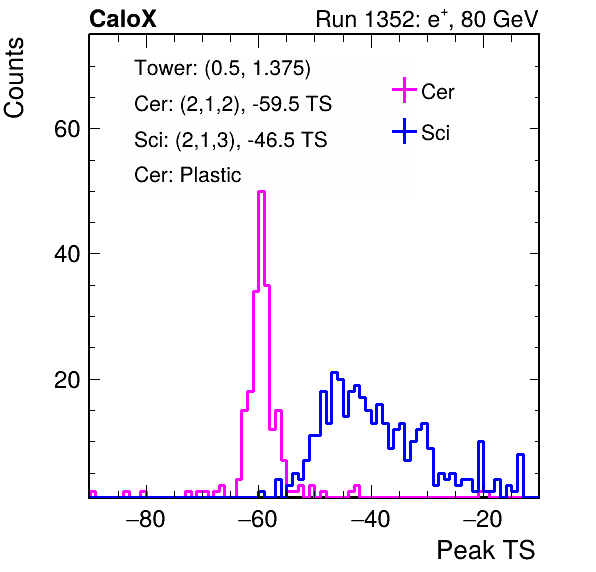 CaloX Run 1352: e⁺, 80 GeV
Counts
Tower: (0.5, 1.375)
Cer: (2,1,2), -59.5 TS
Sci: (2,1,3), -46.5 TS
Cer: Plastic
Cer
Sci
60
40
20
−80 −60 −40 −20
Peak TS